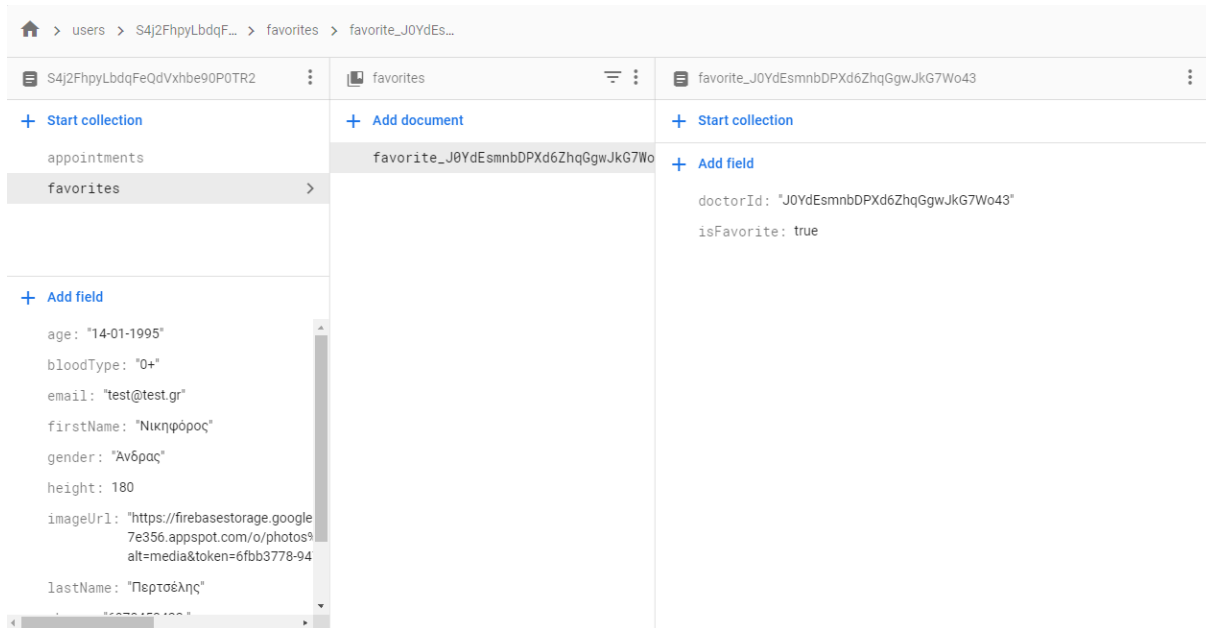 users > S4j2FhpyLbdqF… > favorites > favorite_J0YdEs…
S4j2FhpyLbdqFeQdVxhbe90P0TR2
Start collection
appointments
favorites
Add field
age: "14-01-1995"
bloodType: "0+"
email: "test@test.gr"
firstName: "Νικηφόρος"
gender: "Άνδρας"
height: 180
imageUrl: "https://firebasestorage.google
7e356.appspot.com/o/photos%
alt=media&token=6fbb3778-94
lastName: "Περτσέλης"
favorites
Add document
favorite_J0YdEsmnbDPXd6ZhqGgwJkG7Wo
favorite_J0YdEsmnbDPXd6ZhqGgwJkG7Wo43
Start collection
Add field
doctorId: "J0YdEsmnbDPXd6ZhqGgwJkG7Wo43"
isFavorite: true